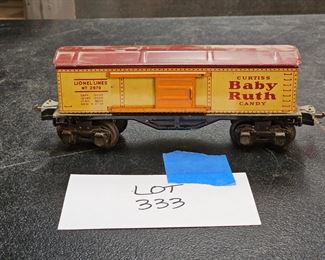 LIONEL LINES
Nº 2679
CURTISS
Baby
Ruth
CANDY
LOT
333